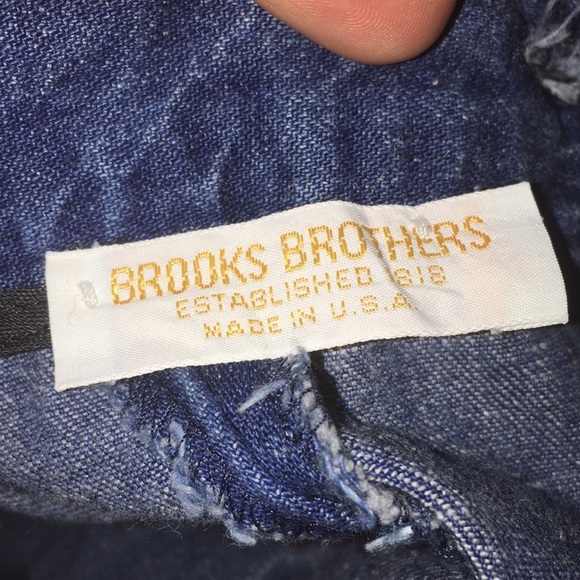 BROOKS BROTHERS
ESTABLISHED 1818
MADE IN U.S.A.